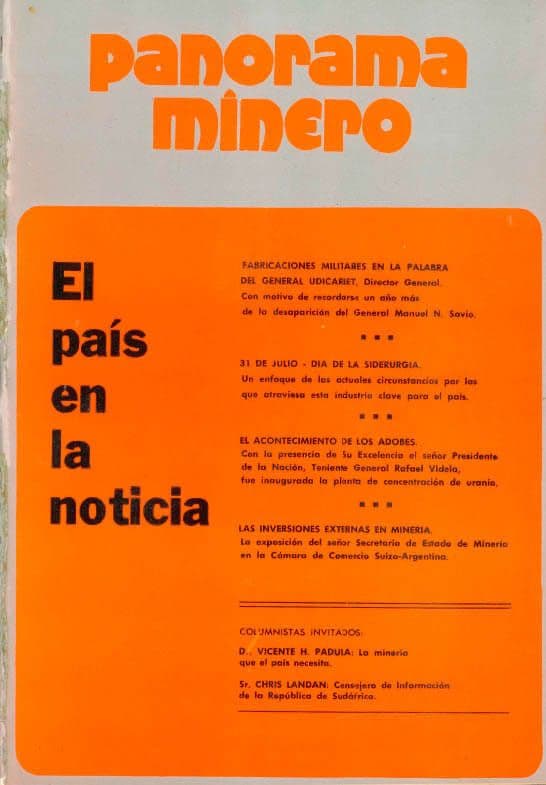 panorama
minero
El
país
en
la
noticia
FABRICACIONES MILITARES EN LA PALABRA
DEL GENERAL UDICARIET, Director General.
Con motivo de recordarse un año más
de la desaparición del General Manuel N. Savio.
31 DE JULIO - DIA DE LA SIDERURGIA.
Un enfoque de las actuales circunstancias por las
que atraviesa esta industria clave para el país.
EL ACONTECIMIENTO DE LOS ADOBES.
Con la presencia de Su Excelencia el señor Presidente
de la Nación, Teniente General Rafael Videla,
fue inaugurada la planta de concentración de uranio.
LAS INVERSIONES EXTERNAS EN MINERIA.
La exposición del señor Secretario de Estado de Minería
en la Cámara de Comercio Suizo-Argentina.
COLUMNISTAS INVITADOS:
D.. VICENTE H. PADULA: La minería
que el país necesita.
Sr. CHRIS LANDAN: Consejero de Información
de la República de Sudáfrica.